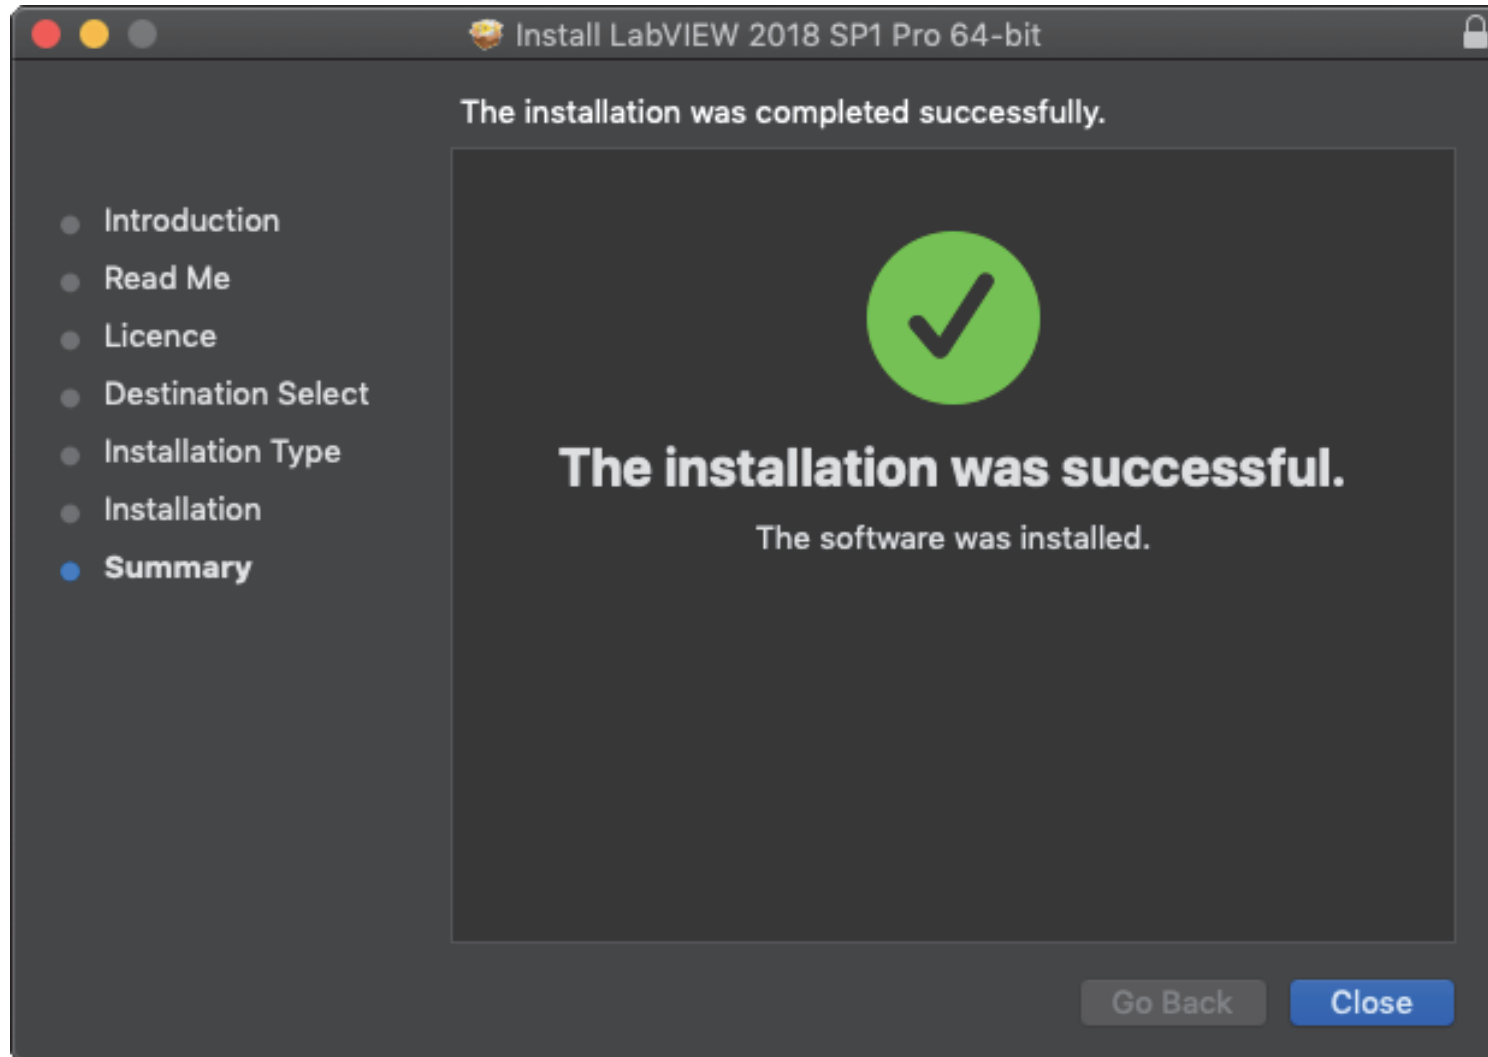 Install LabVIEW 2018 SP1 Pro 64-bit
The installation was completed successfully.
Introduction
Read Me
Licence
Destination Select
Installation Type
Installation
Summary
The installation was successful.
The software was installed.
Go Back
Close